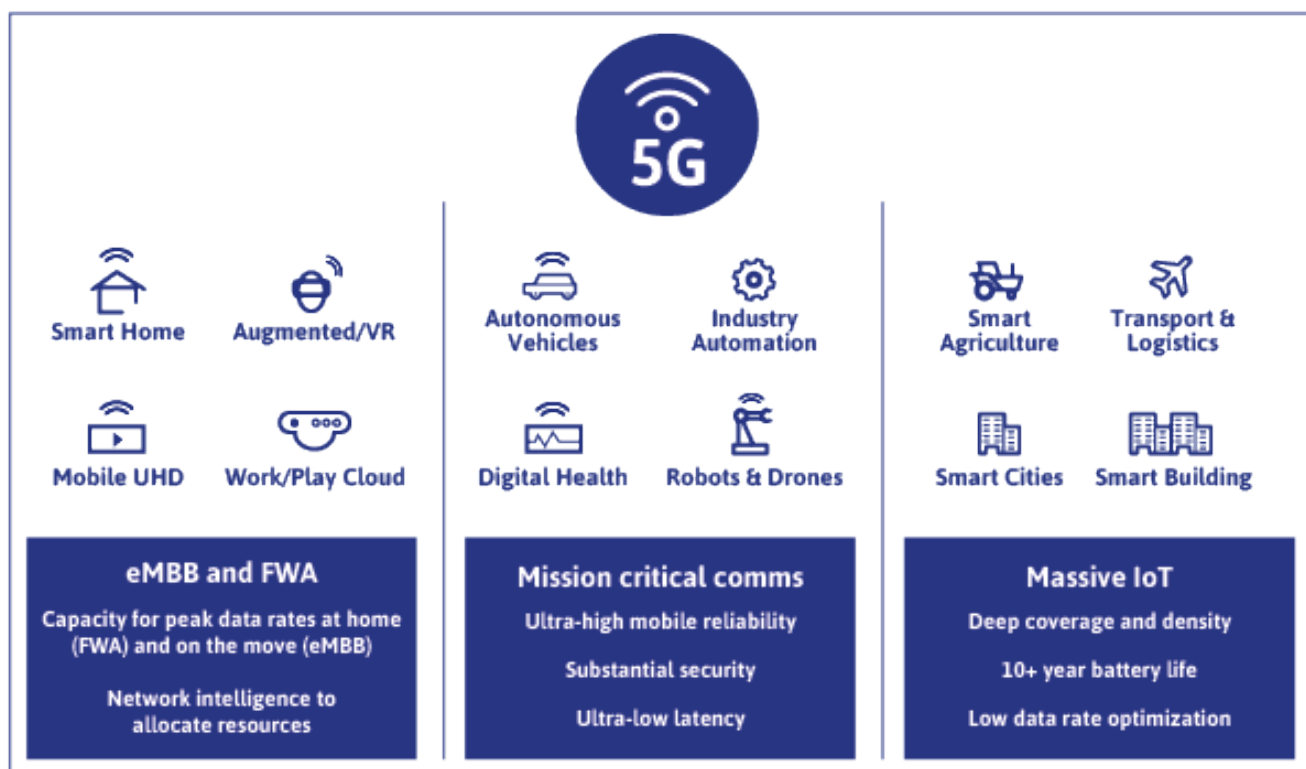 5G
Smart Home
Augmented/VR
Mobile UHD
Work/Play Cloud
eMBB and FWA
Capacity for peak data rates at home
(FWA) and on the move (eMBB)
Network intelligence to
allocate resources
Autonomous
Vehicles
Industry
Automation
Digital Health
Robots & Drones
Mission critical comms
Ultra-high mobile reliability
Substantial security
Ultra-low latency
Smart
Agriculture
Transport &
Logistics
Smart Cities
Smart Building
Massive IoT
Deep coverage and density
10+ year battery life
Low data rate optimization